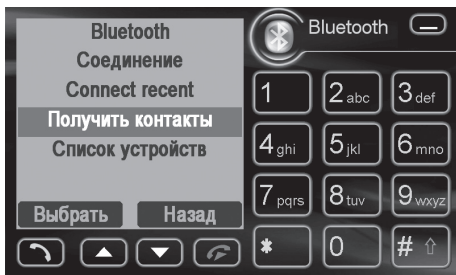 Bluetooth
Соединение
Connect recent
Получить контакты
Список устройств
Выбрать Назад
Bluetooth
1 2 abc 3 def
4 ghi 5 jkl 6 mno
7 pqrs 8 tuv 9 wxyz
* 0 # ⇧